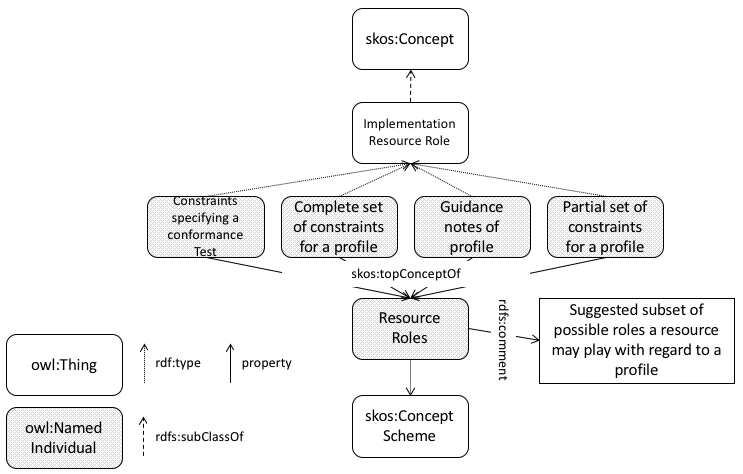 skos:Concept
Implementation
Resource Role
Constraints
specifying a
conformance
Test
Complete set
of constraints
for a profile
Guidance
notes of
profile
Partial set of
constraints
for a profile
skos:topConceptOf
Resource
Roles
rdfs:comment
Suggested subset of
possible roles a resource
may play with regard to a
profile
owl:Thing
rdf:type
property
skos:Concept
Scheme
owl:Named
Individual
rdfs:subClassOf